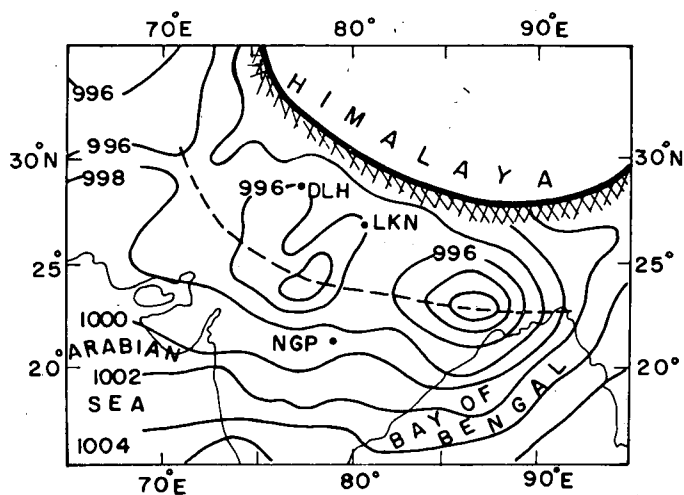 70°E 80° 90°E
HIMALAYA
996
996
30°N 30°N
998
996 DLH
LKN
996
25° 25°
1000
NGP
ARABIAN
20° 20°
1002
SEA
BAY OF
BENGAL
1004
70°E 80° 90°E